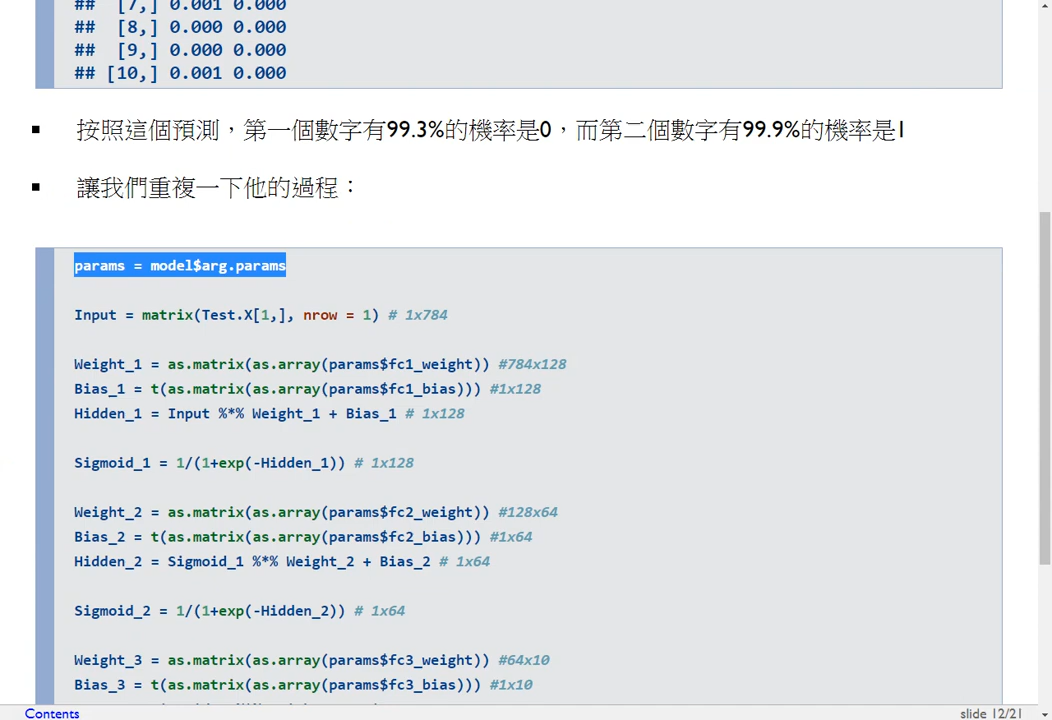 ##  [7,] 0.001 0.000
##  [8,] 0.000 0.000
##  [9,] 0.000 0.000
## [10,] 0.001 0.000
▪ 按照這個預測，第一個數字有99.3%的機率是0，而第二個數字有99.9%的機率是1
▪ 讓我們重複一下他的過程：
params = model$arg.params
Input = matrix(Test.X[1,], nrow = 1) # 1x784
Weight_1 = as.matrix(as.array(params$fc1_weight)) #784x128
Bias_1 = t(as.matrix(as.array(params$fc1_bias))) #1x128
Hidden_1 = Input %*% Weight_1 + Bias_1 # 1x128
Sigmoid_1 = 1/(1+exp(-Hidden_1)) # 1x128
Weight_2 = as.matrix(as.array(params$fc2_weight)) #128x64
Bias_2 = t(as.matrix(as.array(params$fc2_bias))) #1x64
Hidden_2 = Sigmoid_1 %*% Weight_2 + Bias_2 # 1x64
Sigmoid_2 = 1/(1+exp(-Hidden_2)) # 1x64
Weight_3 = as.matrix(as.array(params$fc3_weight)) #64x10
Bias_3 = t(as.matrix(as.array(params$fc3_bias))) #1x10
Contents slide 12/21